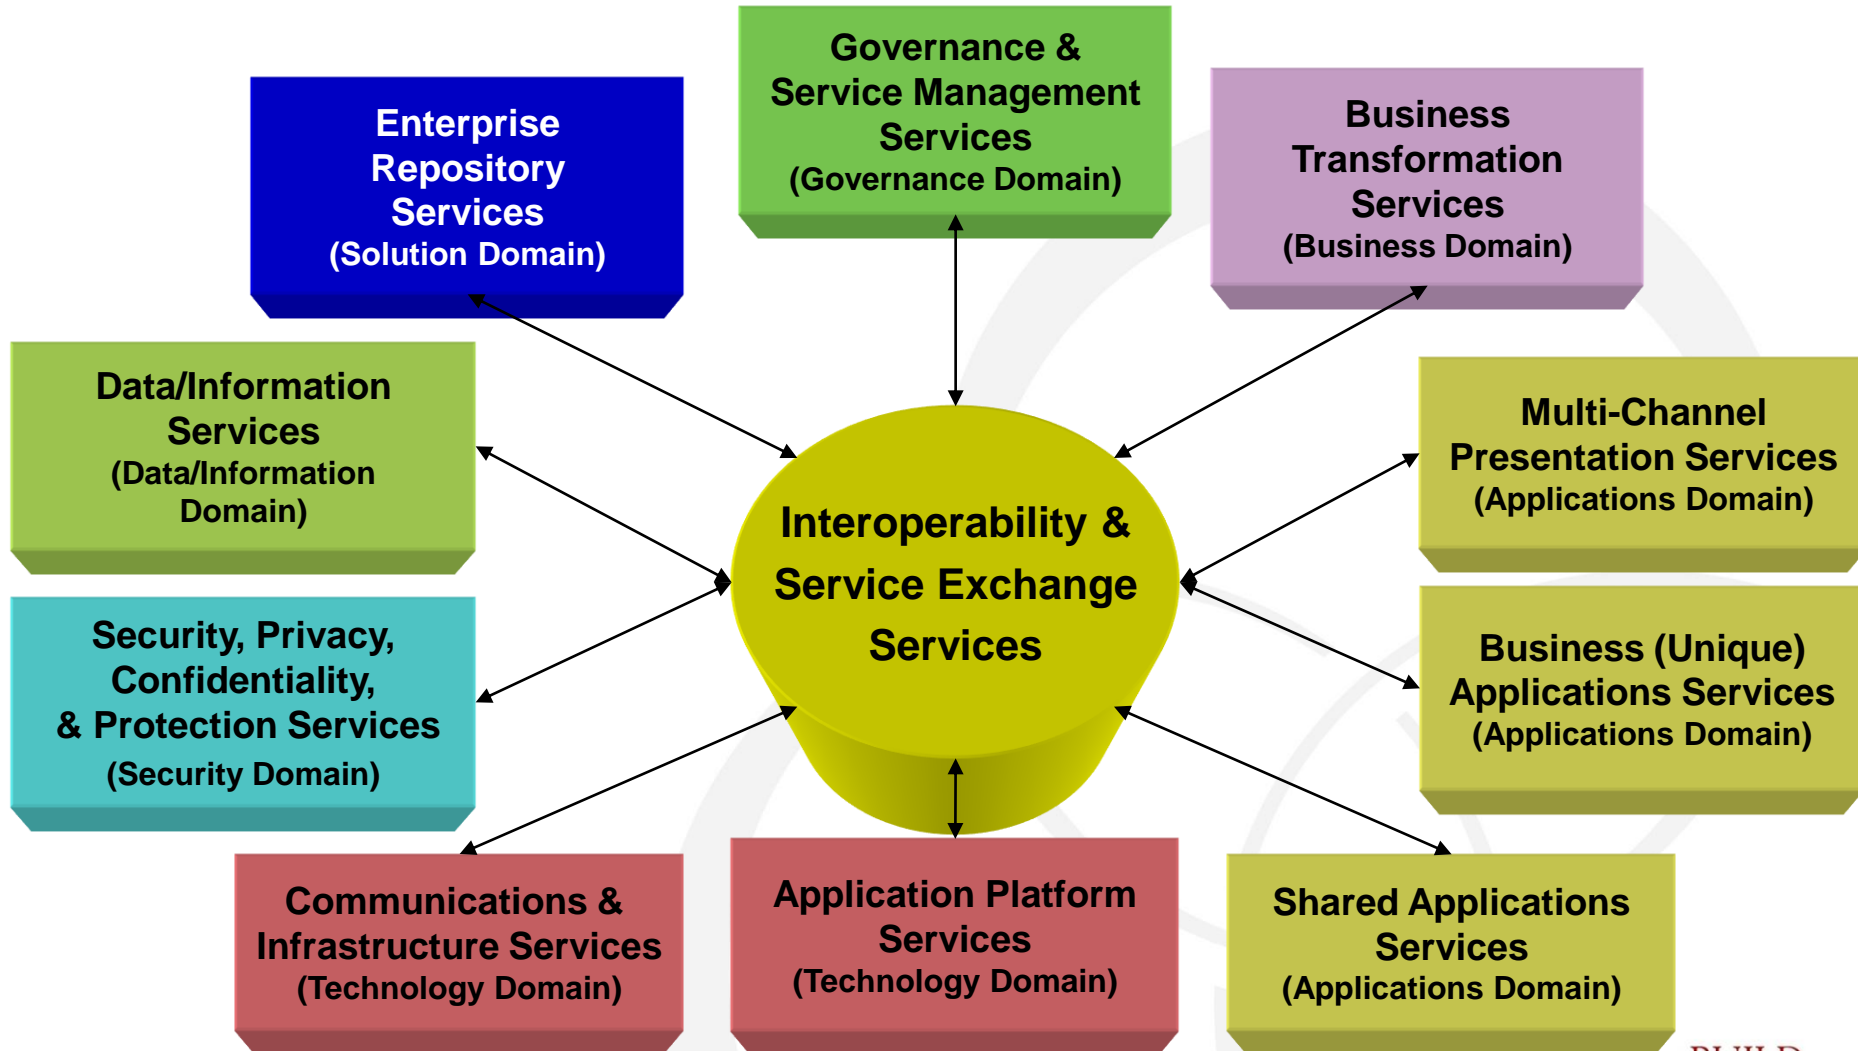 Governance &
Service Management
Services
(Governance Domain)
Enterprise
Repository
Services
(Solution Domain)
Business
Transformation
Services
(Business Domain)
Data/Information
Services
(Data/Information
Domain)
Multi-Channel
Presentation Services
(Applications Domain)
Interoperability &
Service Exchange
Services
Security, Privacy,
Confidentiality,
& Protection Services
(Security Domain)
Business (Unique)
Applications Services
(Applications Domain)
Communications &
Infrastructure Services
(Technology Domain)
Application Platform
Services
(Technology Domain)
Shared Applications
Services
(Applications Domain)